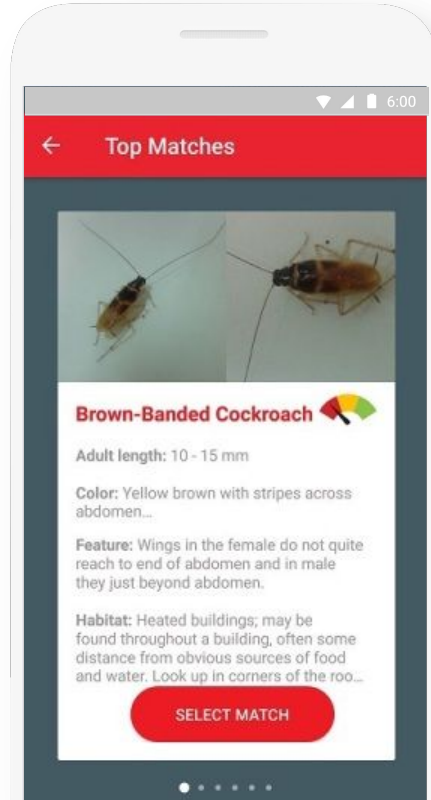 6:00
Top Matches
Brown-Banded Cockroach
Adult length: 10 - 15 mm
Color: Yellow brown with stripes across
abdomen...
Feature: Wings in the female do not quite
reach to end of abdomen and in male
they just beyond abdomen.
Habitat: Heated buildings; may be
found throughout a building, often some
distance from obvious sources of food
and water. Look up in corners of the roo...
SELECT MATCH